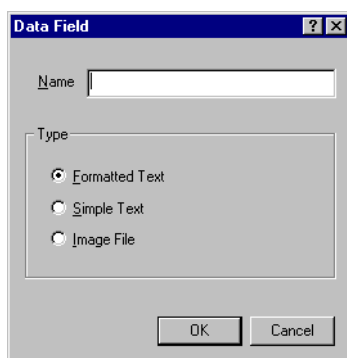 Data Field
Name
Type
Formatted Text
Simple Text
Image File
OK Cancel